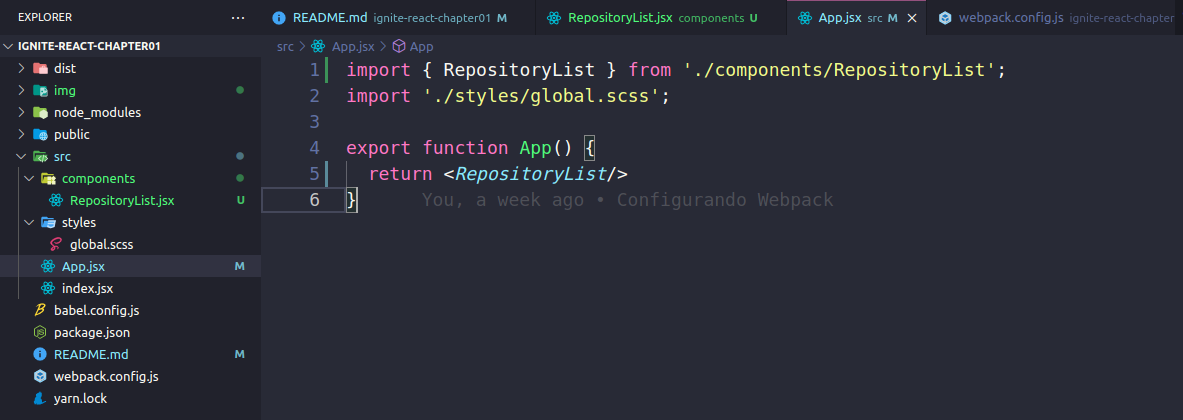 EXPLORER ···
README.md ignite-react-chapter01 M
RepositoryList.jsx components U
App.jsx src M
webpack.config.js ignite-react-chapter
IGNITE-REACT-CHAPTER01
dist
img
node_modules
public
src
components
RepositoryList.jsx U
styles
global.scss
App.jsx M
index.jsx
babel.config.js
package.json
README.md M
webpack.config.js
yarn.lock
src > App.jsx > App
1 import { RepositoryList } from './components/RepositoryList';
2 import './styles/global.scss';
3
4 export function App() {
5 return <RepositoryList/>
6 } You, a week ago • Configurando Webpack